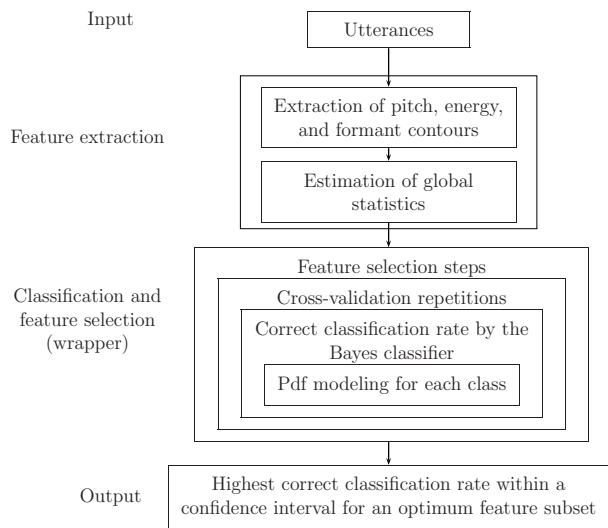 Input
Utterances
Feature extraction
Extraction of pitch, energy,
and formant contours
Estimation of global
statistics
Classification and
feature selection
(wrapper)
Feature selection steps
Cross-validation repetitions
Correct classification rate by the
Bayes classifier
Pdf modeling for each class
Output
Highest correct classification rate within a
confidence interval for an optimum feature subset